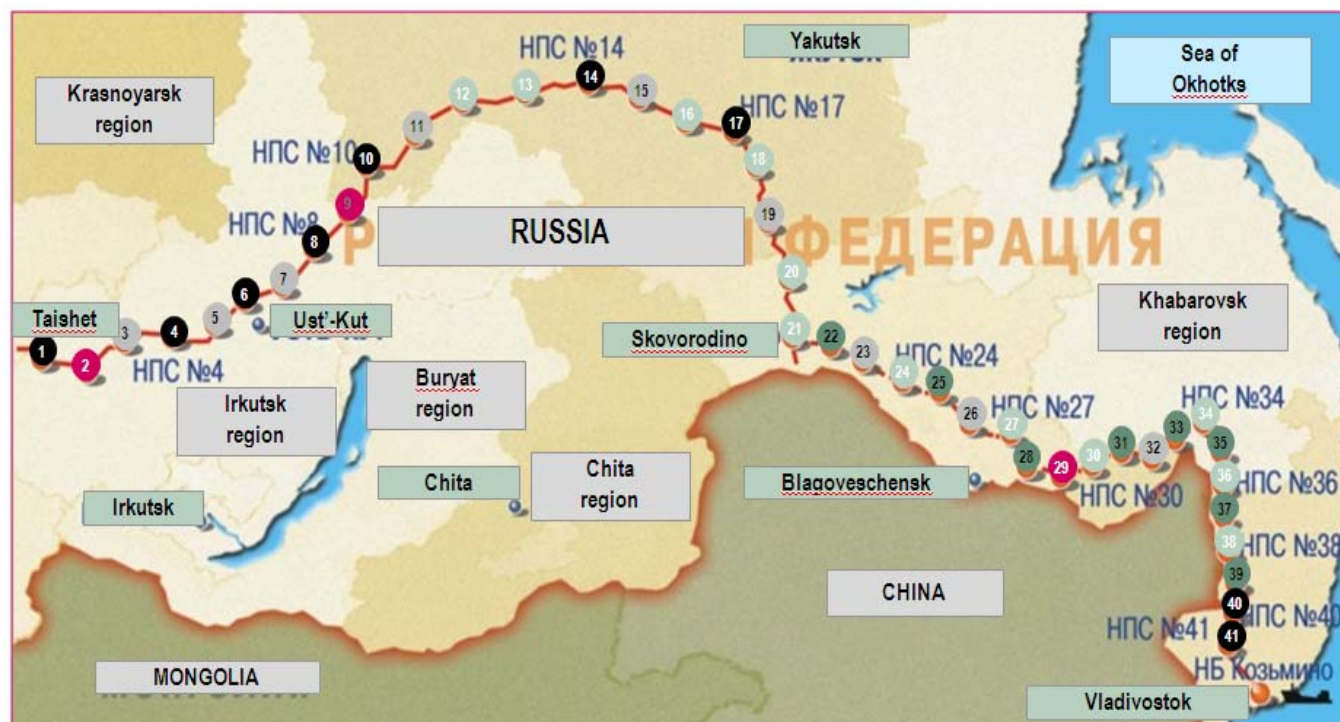 НПС №14
Yakutsk
Sea of
Okhotks
Krasnoyarsk
region
12
13
14
15
16
17
НПС №17
11
НПС №10
10
18
9
НПС №8
8
RUSSIA
19
ФЕДЕРАЦИЯ
7
20
6
Khabarovsk
region
Taishet
5
Ust'-Kut
3
4
Skovorodino
21
22
1
2
НПС №4
23
24
НПС №24
25
Buryat
region
Irkutsk
region
26
НПС №27
27
34
НПС №34
33
35
28
29
30
31
32
Chita
Chita
region
Blagoveschensk
НПС №30
36
НПС №36
Irkutsk
37
38
НПС №38
39
CHINA
40
НПС №40
НПС №41
41
MONGOLIA
НБ Козьмино
Vladivostok